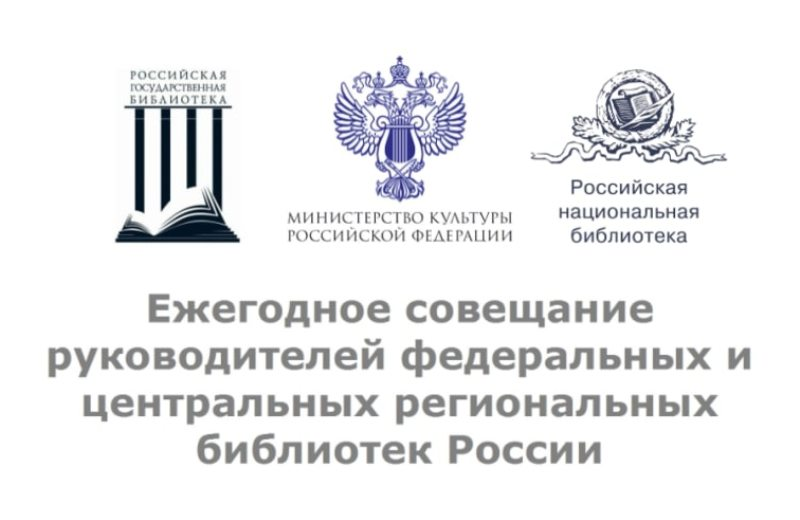 РОССИЙСКАЯ
ГОСУДАРСТВЕННАЯ
БИБЛИОТЕКА
МИНИСТЕРСТВО КУЛЬТУРЫ
РОССИЙСКОЙ ФЕДЕРАЦИИ
Российская
национальная
библиотека
Ежегодное совещание
руководителей федеральных и
центральных региональных
библиотек России